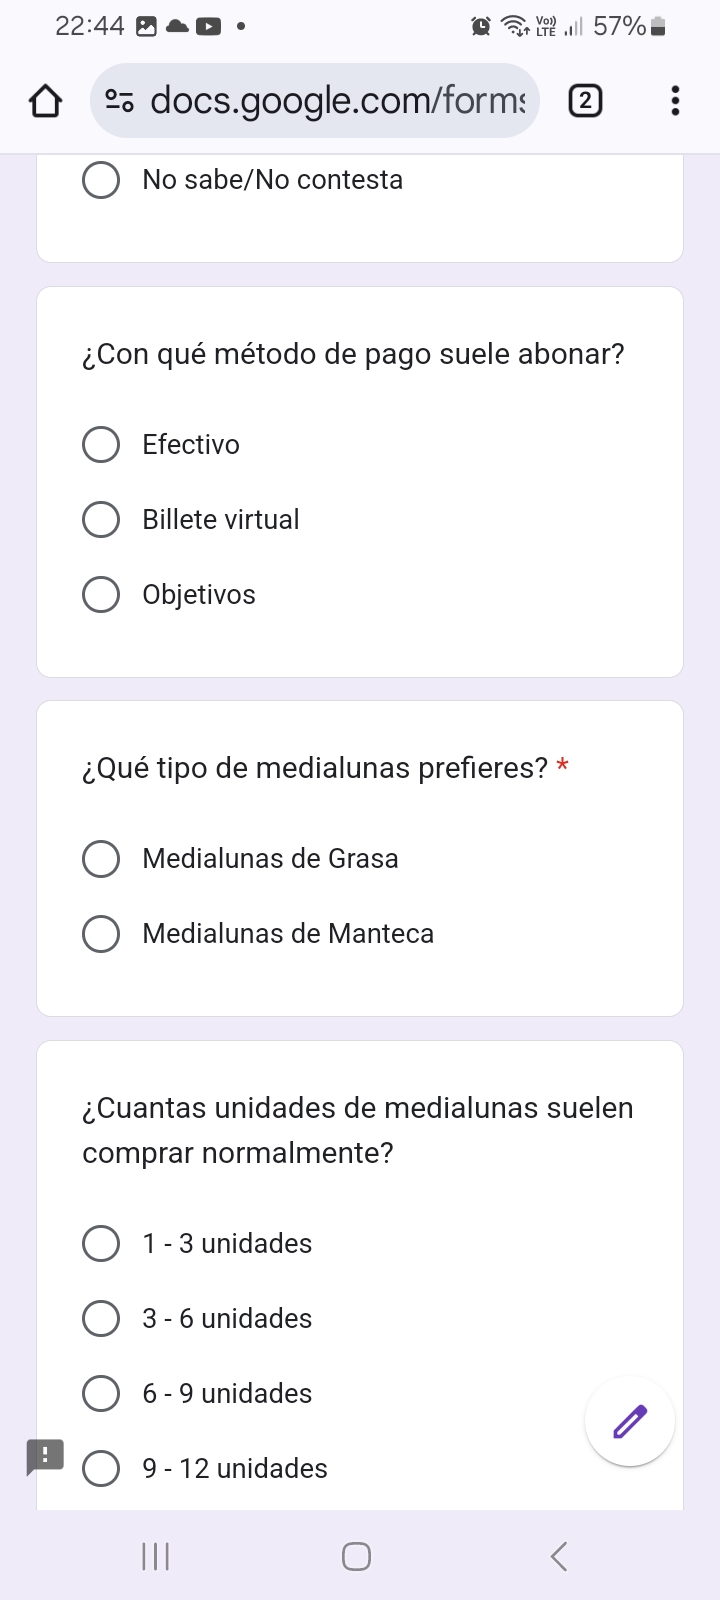 22:44
Vo))
LTE
57%
docs.google.com/forms
2
No sabe/No contesta
¿Con qué método de pago suele abonar?
Efectivo
Billete virtual
Objetivos
¿Qué tipo de medialunas prefieres? *
Medialunas de Grasa
Medialunas de Manteca
¿Cuantas unidades de medialunas suelen
comprar normalmente?
1 - 3 unidades
3 - 6 unidades
6 - 9 unidades
9 - 12 unidades